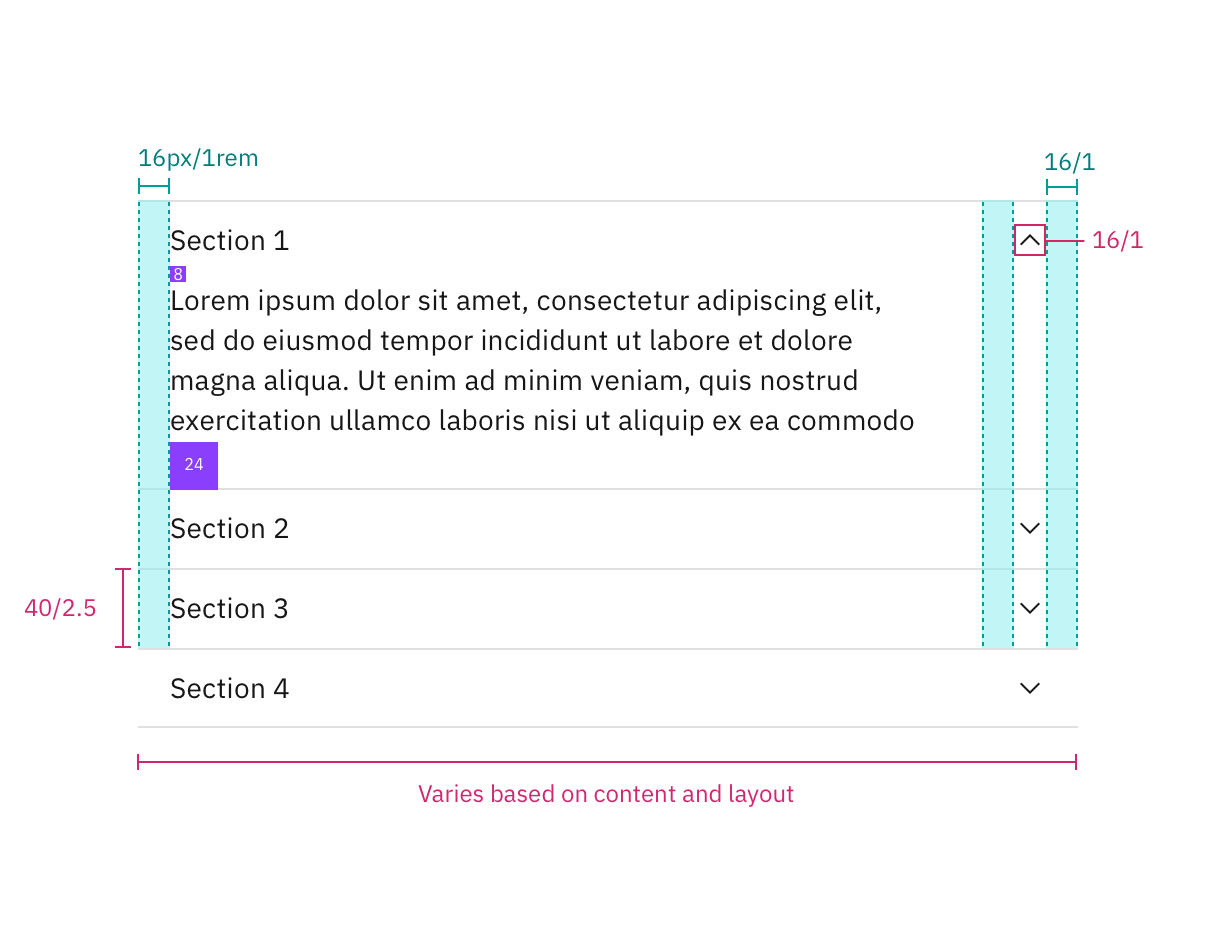 16px/1rem
16/1
Section 1
16/1
8
Lorem ipsum dolor sit amet, consectetur adipiscing elit,
sed do eiusmod tempor incididunt ut labore et dolore
magna aliqua. Ut enim ad minim veniam, quis nostrud
exercitation ullamco laboris nisi ut aliquip ex ea commodo
24
Section 2
40/2.5
Section 3
Section 4
Varies based on content and layout